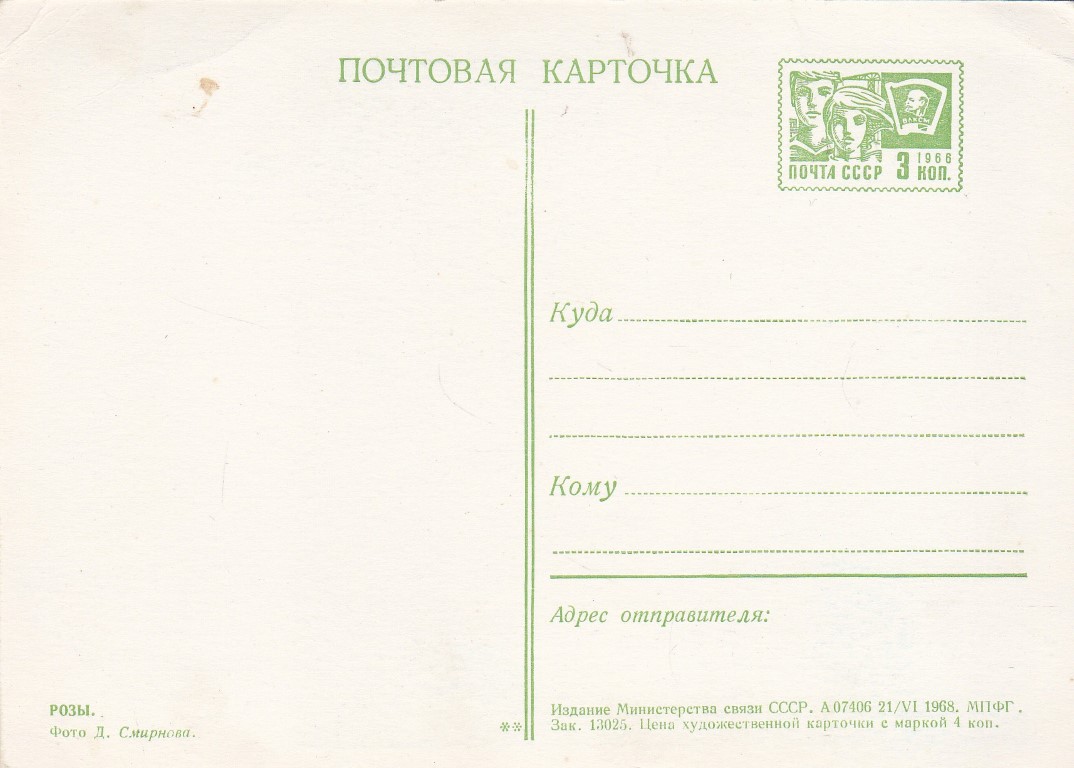 ПОЧТОВАЯ КАРТОЧКА
ВЛКСМ
1966
ПОЧТА СССР 3 КОП.
Куда
Кому
Адрес отправителя:
РОЗЫ.
Фото Д. Смирнова.
**
Издание Министерства связи СССР. А 07406 21/VI 1968. МПФГ.
Зак. 13025. Цена художественной карточки с маркой 4 коп.